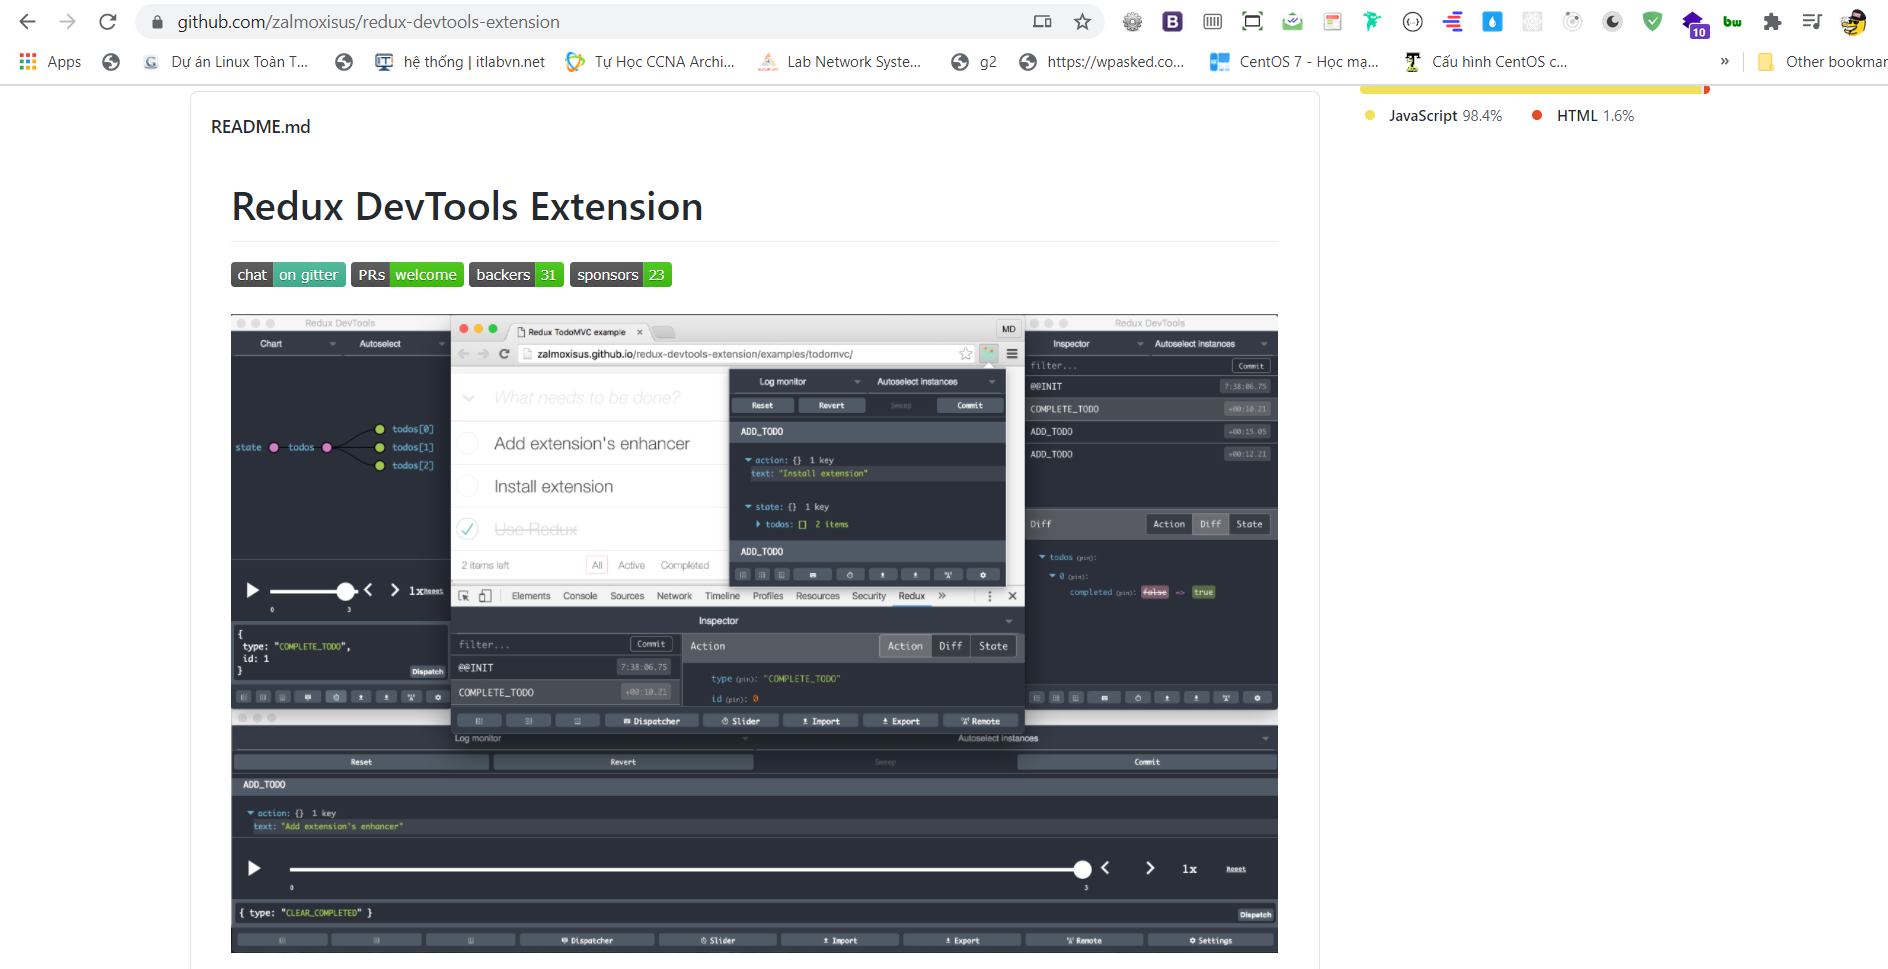 github.com/zalmoxisus/redux-devtools-extension
10
bw
Apps
Dự án Linux Toàn T...
hệ thống | itlabvn.net
Tự Học CCNA Archi...
Lab Network Syste...
g2
https://wpasked.co...
CentOS 7 - Học mạ...
Cấu hình CentOS c...
»
Other bookmar
README.md
JavaScript 98.4%
HTML 1.6%
Redux DevTools Extension
chat on gitter
PRs welcome
backers 31
sponsors 23
Redux DevTools
Chart
Autoselect
state
todos
todos[0]
todos[1]
todos[2]
1x
Reset
0
3
{
type: "COMPLETE_TODO",
id: 1
}
Dispatch
Redux TodoMVC example
MD
zalmoxisus.github.io/redux-devtools-extension/examples/todomvc/
What needs to be done?
Add extension's enhancer
Install extension
Use Redux
2 items left
All
Active
Completed
Log monitor
Autoselect instances
Reset
Revert
Sweep
Commit
ADD_TODO
action: {} 1 key
text: "Install extension"
state: {} 1 key
todos: [] 2 items
ADD_TODO
Elements
Console
Sources
Network
Timeline
Profiles
Resources
Security
Redux
»
Inspector
filter...
Commit
@@INIT
7:38:06.75
COMPLETE_TODO
+00:10.21
Action
Action
Diff
State
type (pin): "COMPLETE_TODO"
id (pin): 0
Dispatcher
Slider
Import
Export
Remote
Redux DevTools
Inspector
Autoselect instances
filter...
Commit
@@INIT
7:38:06.75
COMPLETE_TODO
+00:10.21
ADD_TODO
+00:15.05
ADD_TODO
+00:12.21
Diff
Action
Diff
State
todos (pin):
0 (pin):
completed (pin): false => true
Log monitor
Autoselect instances
Reset
Revert
Sweep
Commit
ADD_TODO
action: {} 1 key
text: "Add extension's enhancer"
0
3
1x
Reset
{ type: "CLEAR_COMPLETED" }
Dispatch
Dispatcher
Slider
Import
Export
Remote
Settings